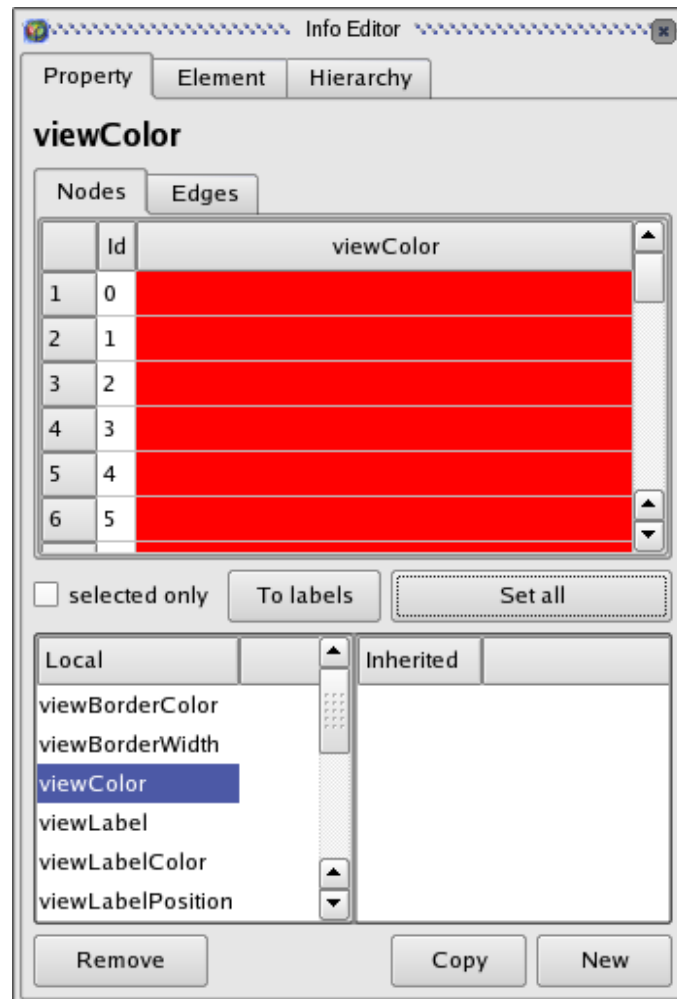 Info Editor
Property Element Hierarchy
viewColor
Nodes Edges
Id viewColor
1 0
2 1
3 2
4 3
5 4
6 5
selected only To labels Set all
Local Inherited
viewBorderColor
viewBorderWidth
viewColor
viewLabel
viewLabelColor
viewLabelPosition
Remove Copy New